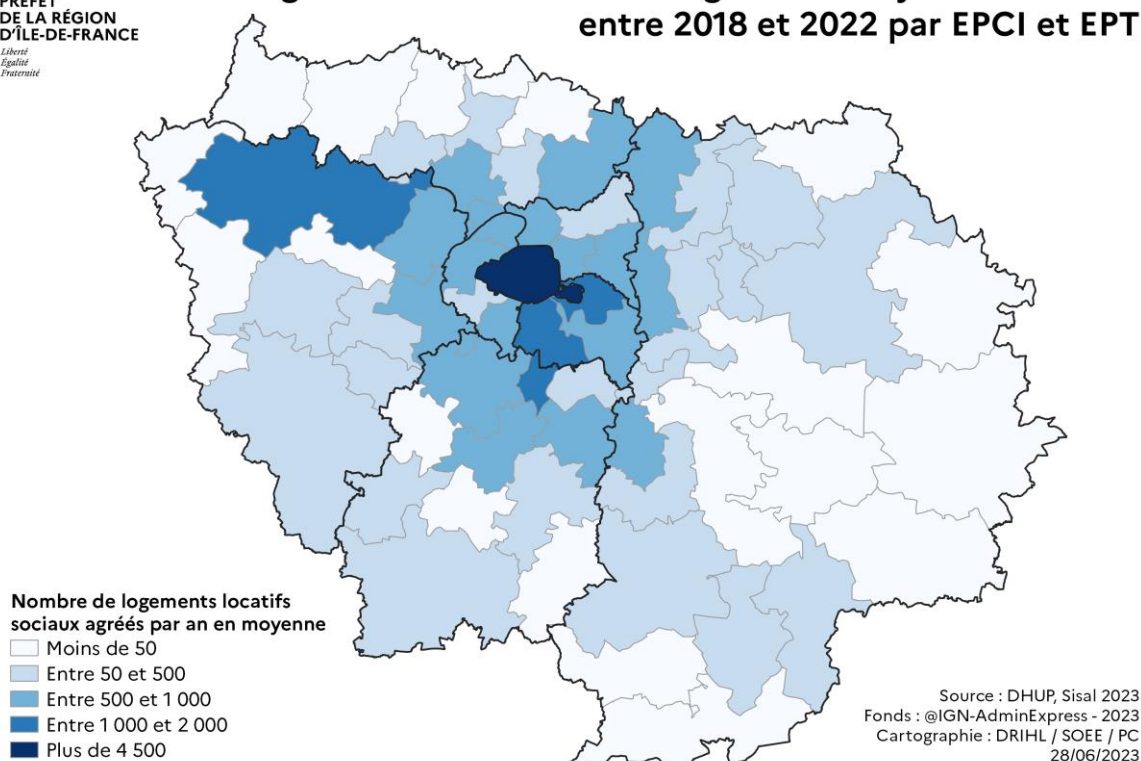 PRÉFET
DE LA RÉGION
D'ÎLE-DE-FRANCE
Liberté
Égalité
Fraternité
entre 2018 et 2022 par EPCI et EPT
Nombre de logements locatifs
sociaux agréés par an en moyenne
Moins de 50
Entre 50 et 500
Entre 500 et 1 000
Entre 1 000 et 2 000
Plus de 4 500
Source : DHUP, Sisal 2023
Fonds : @IGN-AdminExpress - 2023
Cartographie : DRIHL / SOEE / PC
28/06/2023